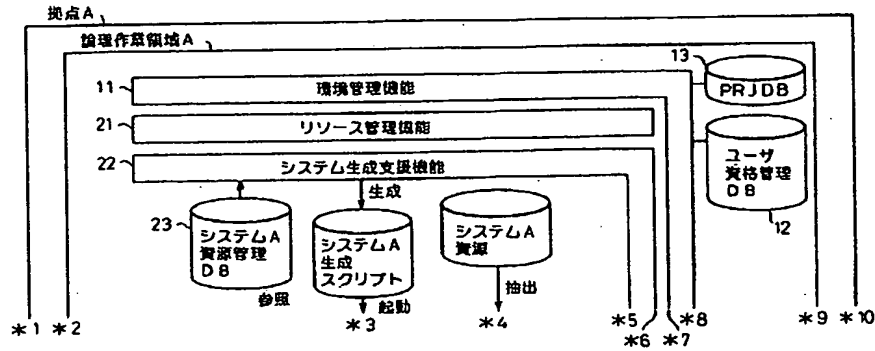 拠点A
論理作業領域A
13
11
環境管理機能
PRJDB
21
リソース管理機能
22
システム生成支援機能
ユーザ
資格管理
DB
生成
23
システムA
資源管理
DB
システムA
生成
スクリプト
システムA
資源
12
参照
起動
抽出
*1
*2
*3
*4
*5
*6
*7
*8
*9
*10